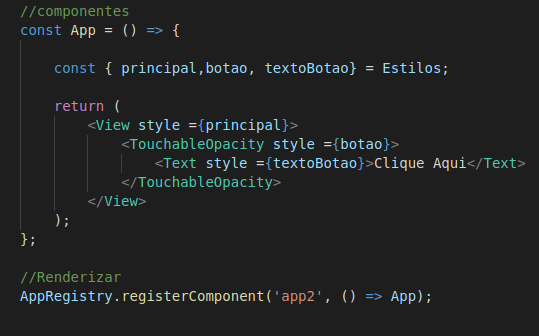 //componentes
const App = () => {
const { principal,botao, textoBotao} = Estilos;
return (
<View style ={principal}>
<TouchableOpacity style ={botao}>
<Text style ={textoBotao}>Clique Aqui</Text>
</TouchableOpacity>
</View>
);
};
//Renderizar
AppRegistry.registerComponent('app2', () => App);